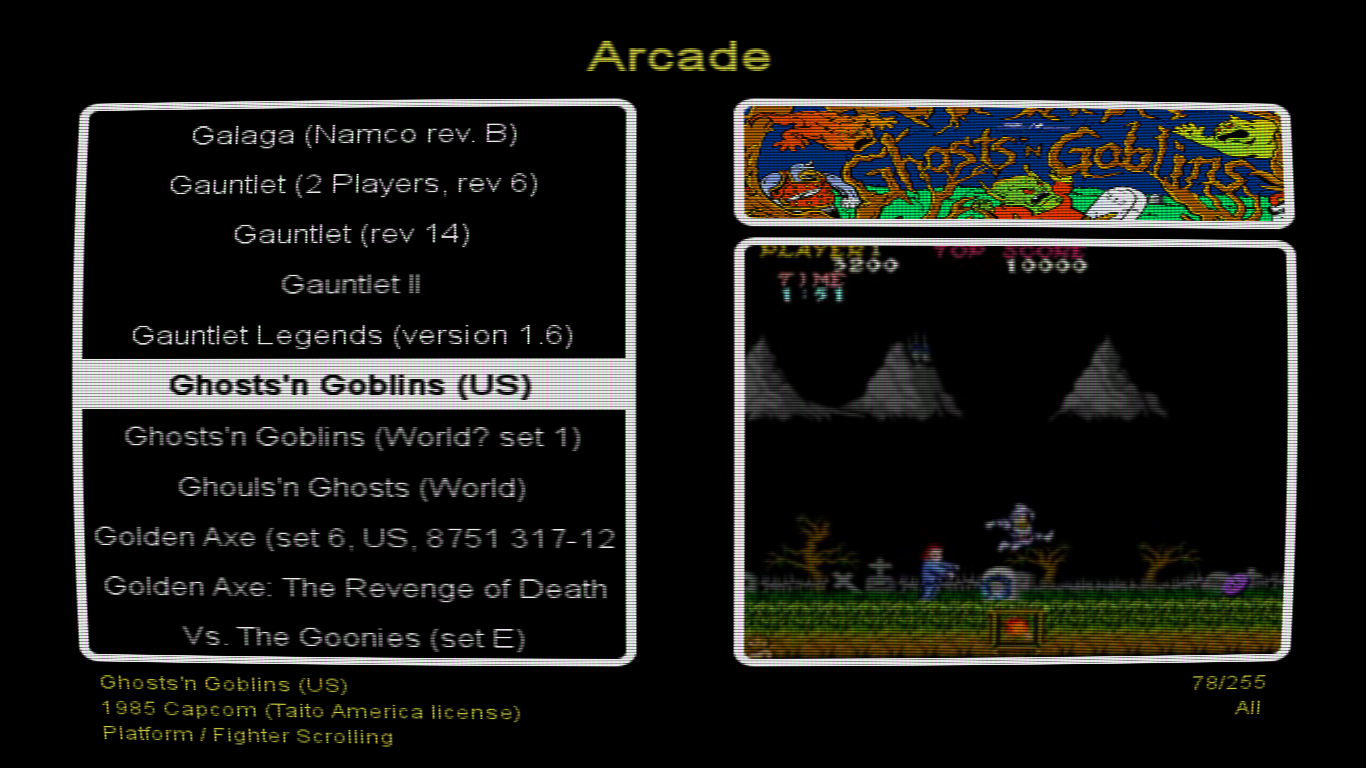 Arcade
Galaga (Namco rev. B)
Gauntlet (2 Players, rev 6)
Gauntlet (rev 14)
Gauntlet II
Gauntlet Legends (version 1.6)
Ghosts'n Goblins (US)
Ghosts'n Goblins (World? set 1)
Ghouls'n Ghosts (World)
Golden Axe (set 6, US, 8751 317-12
Golden Axe: The Revenge of Death
Vs. The Goonies (set E)
Ghosts'n Goblins (US)
1985 Capcom (Taito America license)
Platform / Fighter Scrolling
Ghosts 'n Goblins
PLAYER1 TOP SCORE
3200 10000
TIME
1:51
78/255
All